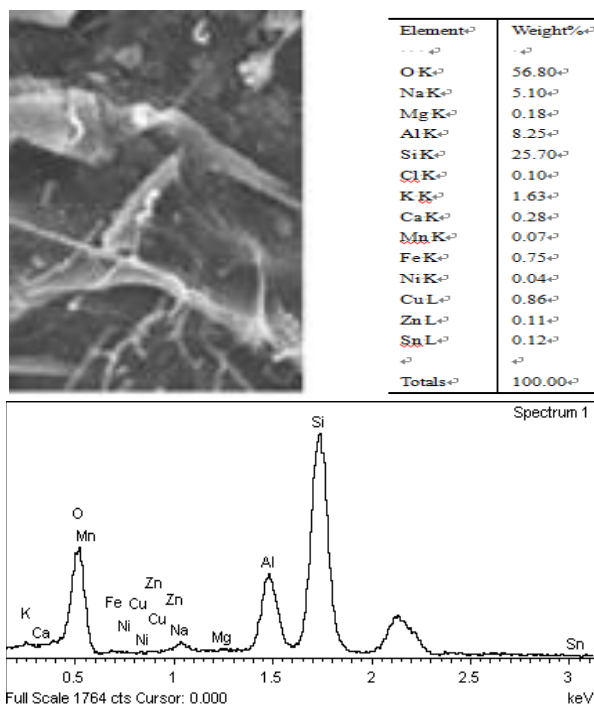 Element Weight%
O K 56.80
Na K 5.10
Mg K 0.18
Al K 8.25
Si K 25.70
Cl K 0.10
K K 1.63
Ca K 0.28
Mn K 0.07
Fe K 0.75
Ni K 0.04
Cu L 0.86
Zn L 0.11
Sn L 0.12
Totals 100.00
Spectrum 1
Si
O
Mn
Al
Zn
K Fe Cu Zn
Ca Ni Cu Na Mg Sn
Ni
0.5 1 1.5 2 2.5 3
Full Scale 1764 cts Cursor: 0.000 keV